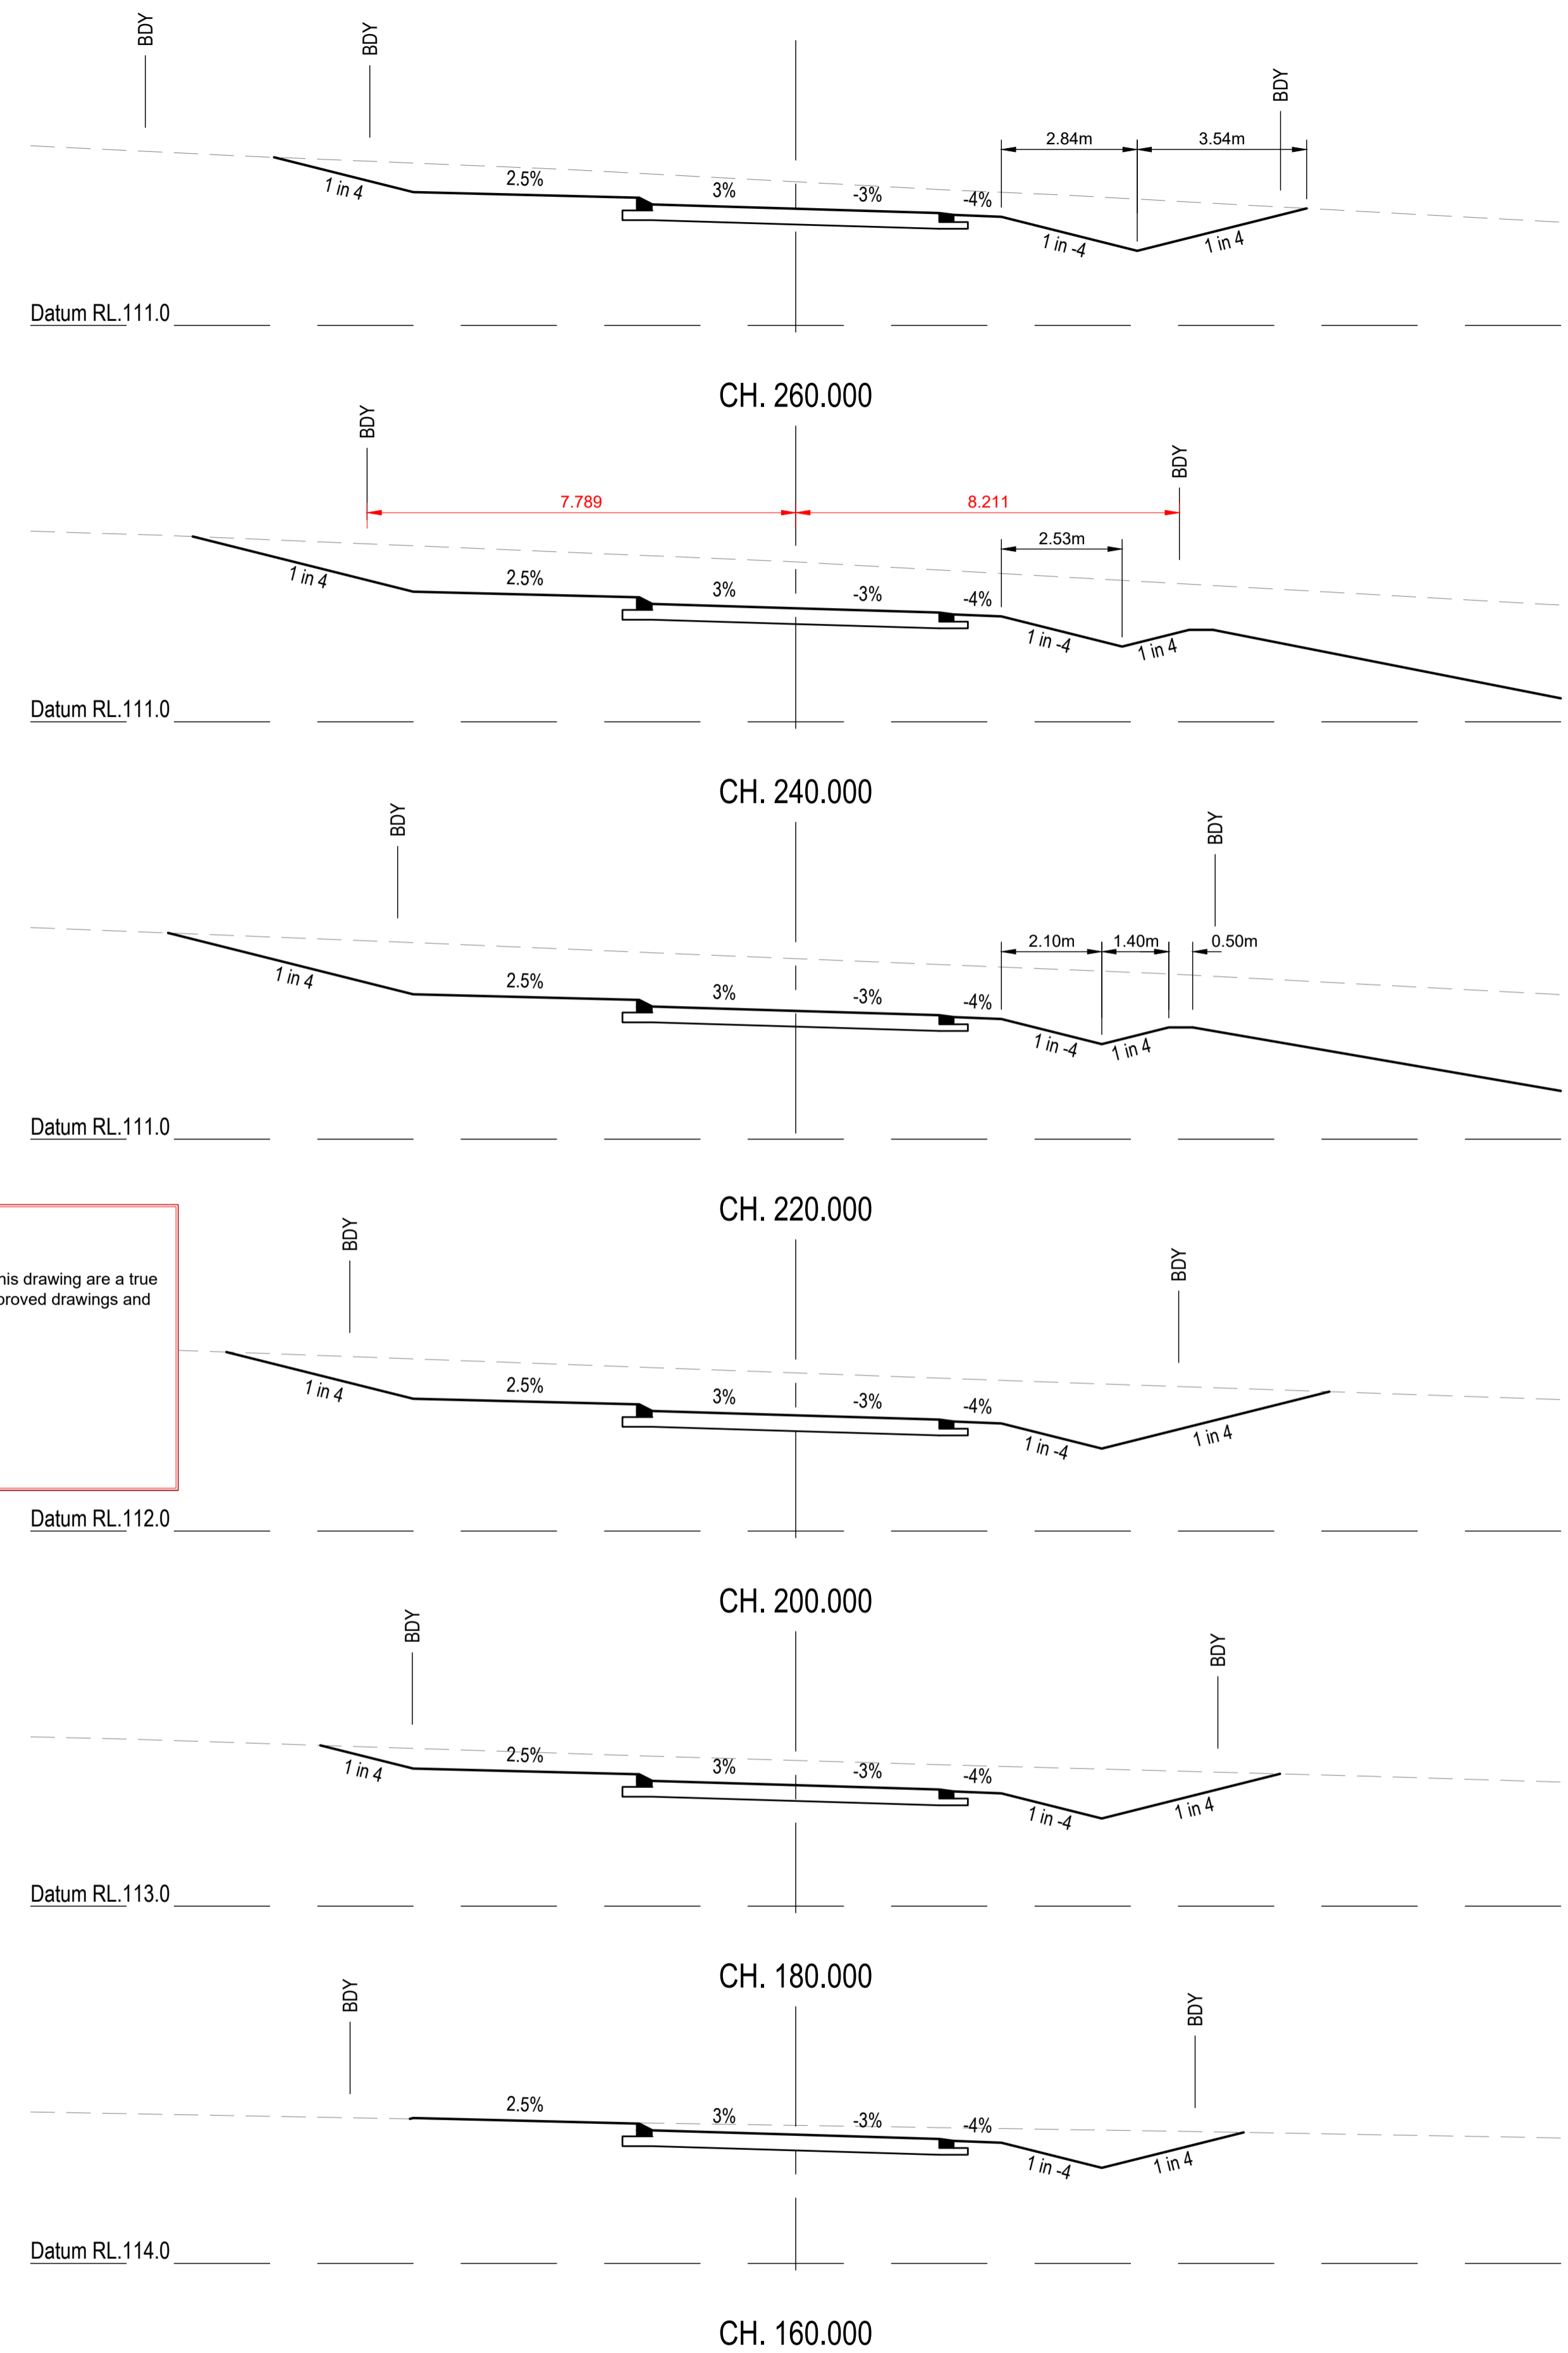 BDY
BDY
BDY
2.84m
3.54m
1 in 4
2.5%
3%
-3%
-4%
1 in -4
1 in 4
Datum RL.111.0
CH. 260.000
BDY
BDY
7.789
8.211
2.53m
1 in 4
2.5%
3%
-3%
-4%
1 in -4
1 in 4
Datum RL.111.0
CH. 240.000
BDY
BDY
2.10m
1.40m
0.50m
1 in 4
2.5%
3%
-3%
-4%
1 in -4
1 in 4
Datum RL.111.0
CH. 220.000
his drawing are a true
proved drawings and
BDY
BDY
1 in 4
2.5%
3%
-3%
-4%
1 in -4
1 in 4
Datum RL.112.0
CH. 200.000
BDY
BDY
1 in 4
2.5%
3%
-3%
-4%
1 in -4
1 in 4
Datum RL.113.0
CH. 180.000
BDY
BDY
2.5%
3%
-3%
-4%
1 in -4
1 in 4
Datum RL.114.0
CH. 160.000